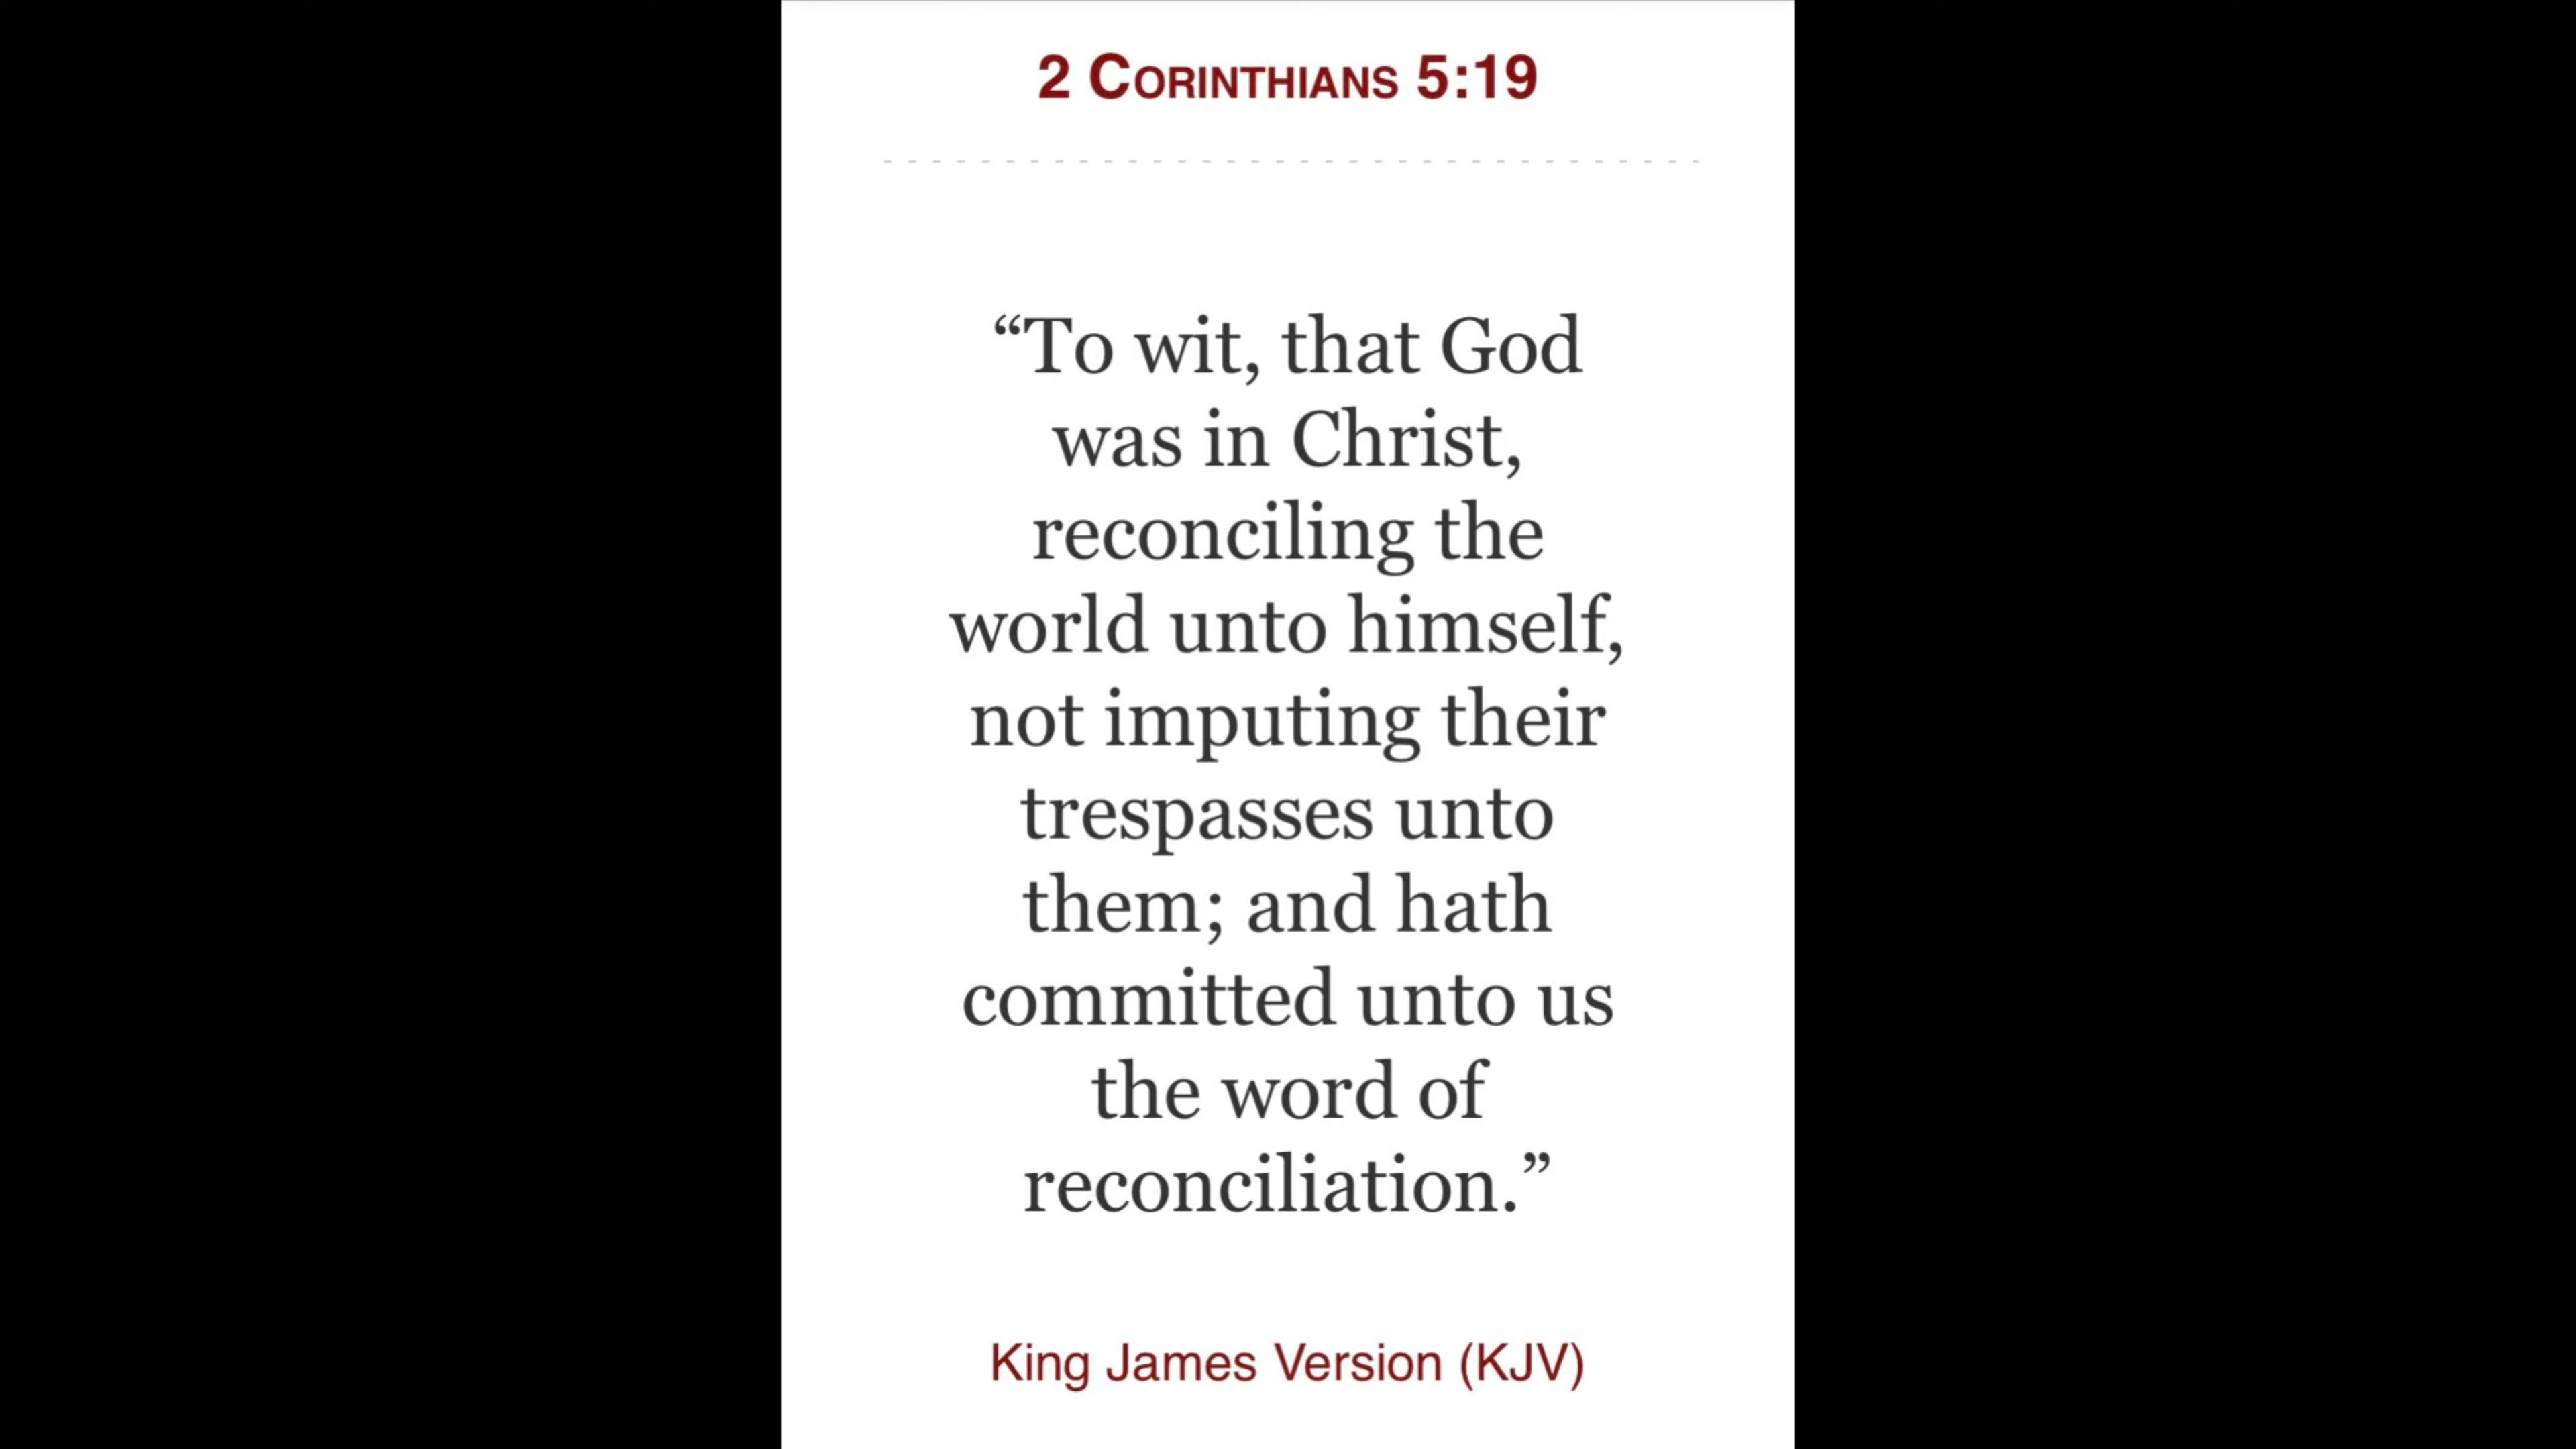 2 Corinthians 5:19
“To wit, that God
was in Christ,
reconciling the
world unto himself,
not imputing their
trespasses unto
them; and hath
committed unto us
the word of
reconciliation.”
King James Version (KJV)